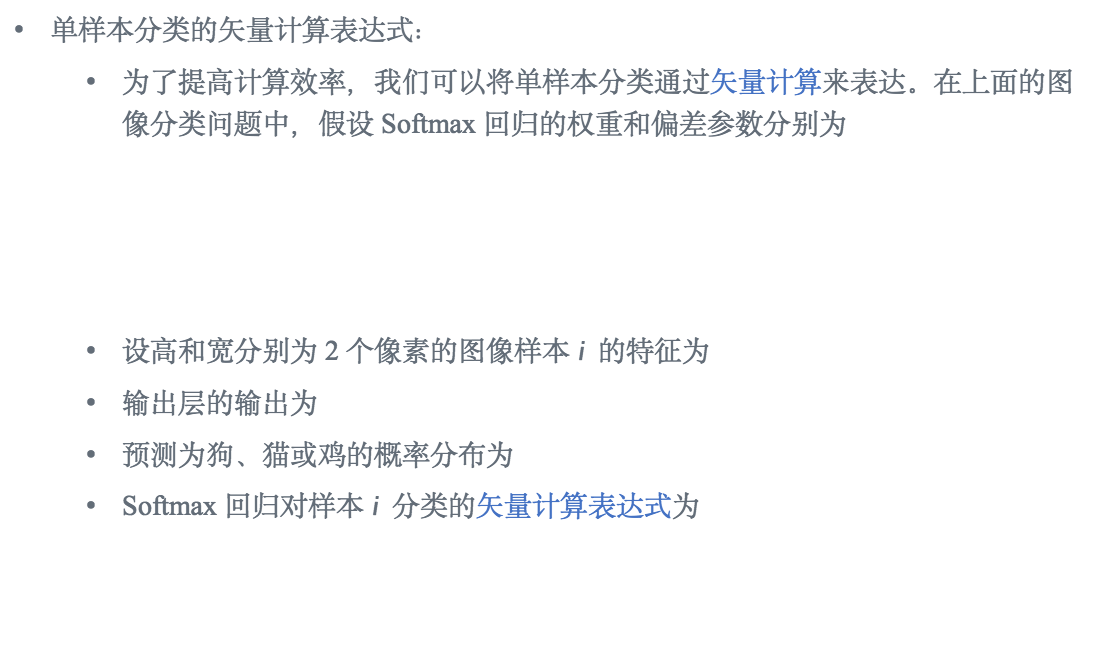 • 单样本分类的矢量计算表达式：
• 为了提高计算效率，我们可以将单样本分类通过矢量计算来表达。在上面的图
像分类问题中，假设 Softmax 回归的权重和偏差参数分别为
• 设高和宽分别为 2 个像素的图像样本 i 的特征为
• 输出层的输出为
• 预测为狗、猫或鸡的概率分布为
• Softmax 回归对样本 i 分类的矢量计算表达式为